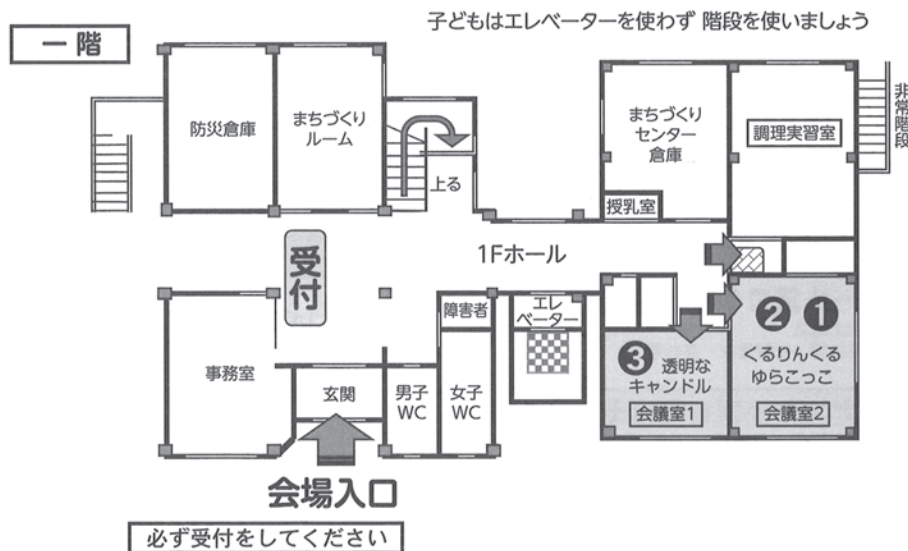 子どもはエレベーターを使わず 階段を使いましょう
一階
防災倉庫
まちづくり
ルーム
上る
まちづくり
センター
倉庫
授乳室
調理実習室
非常階段
受付
1Fホール
事務室
玄関
男子
WC
障害者
女子
WC
エレ
ベーター
③ 透明な
キャンドル
会議室1
② ①
くるりんくる
ゆらこっこ
会議室2
会場入口
必ず受付をしてください